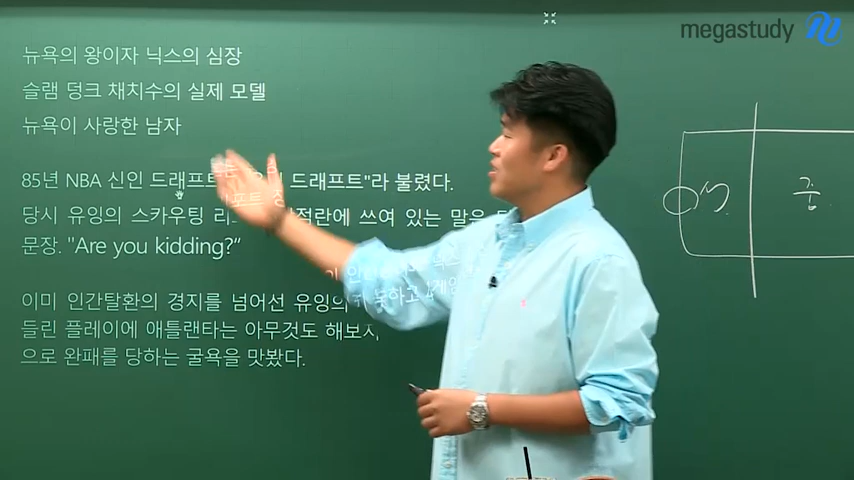 megastudy
뉴욕의 왕이자 닉스의 심장
슬램 덩크 채치수의 실제 모델
뉴욕이 사랑한 남자
85년 NBA 신인 드래프트 드래프트"라 불렸다.
당시 유잉의 스카우팅 쓰여 있는 말은
문장. "Are you kidding?"
이미 인간탈환의 경지를 넘어선 유잉의
들린 플레이에 애틀랜타는 아무것도 해보지
으로 완패를 당하는 굴욕을 맛봤다.